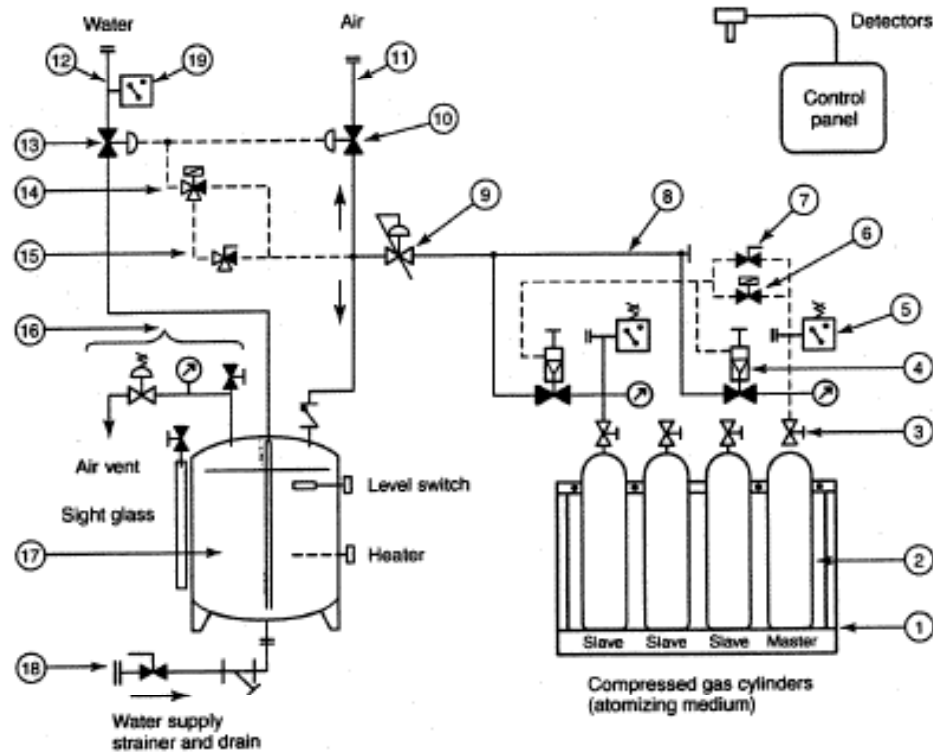 Water
Air
Detectors
12
19
11
Control
panel
13
10
14
9
8
7
6
15
16
5
4
Air vent
3
Level switch
Sight glass
17
Heater
2
1
Slave
Slave
Slave
Master
18
Compressed gas cylinders
(atomizing medium)
Water supply
strainer and drain